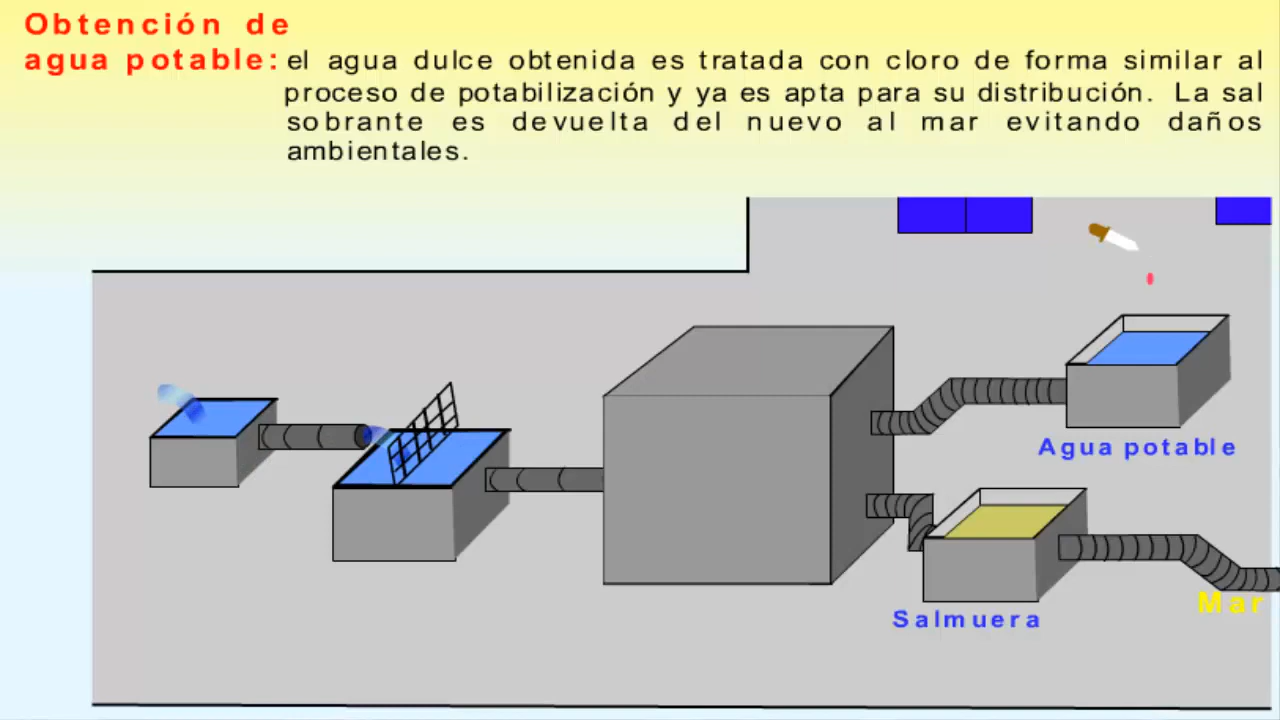 Obtención de
agua potable: el agua dulce obtenida es tratada con cloro de forma similar al
proceso de potabilización y ya es apta para su distribución. La sal
sobrante es devuelta del nuevo al mar evitando daños
ambientales.
Agua potable
Mar
Salmuera